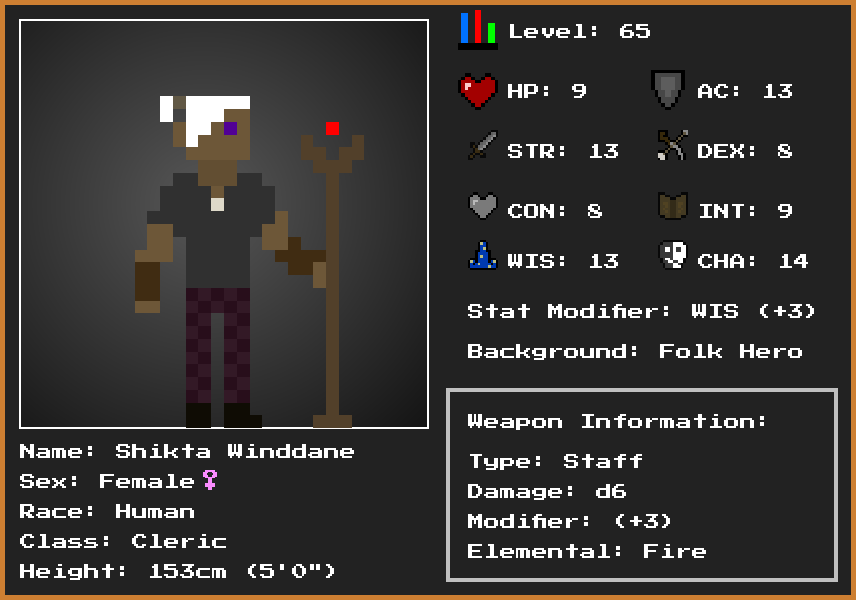 Level: 65
HP: 9 AC: 13
STR: 13 DEX: 8
CON: 8 INT: 9
WIS: 13 CHA: 14
Stat Modifier: WIS (+3)
Background: Folk Hero
Weapon Information:
Type: Staff
Damage: d6
Modifier: (+3)
Elemental: Fire
Name: Shikta Winddane
Sex: Female♀
Race: Human
Class: Cleric
Height: 153cm (5'0")